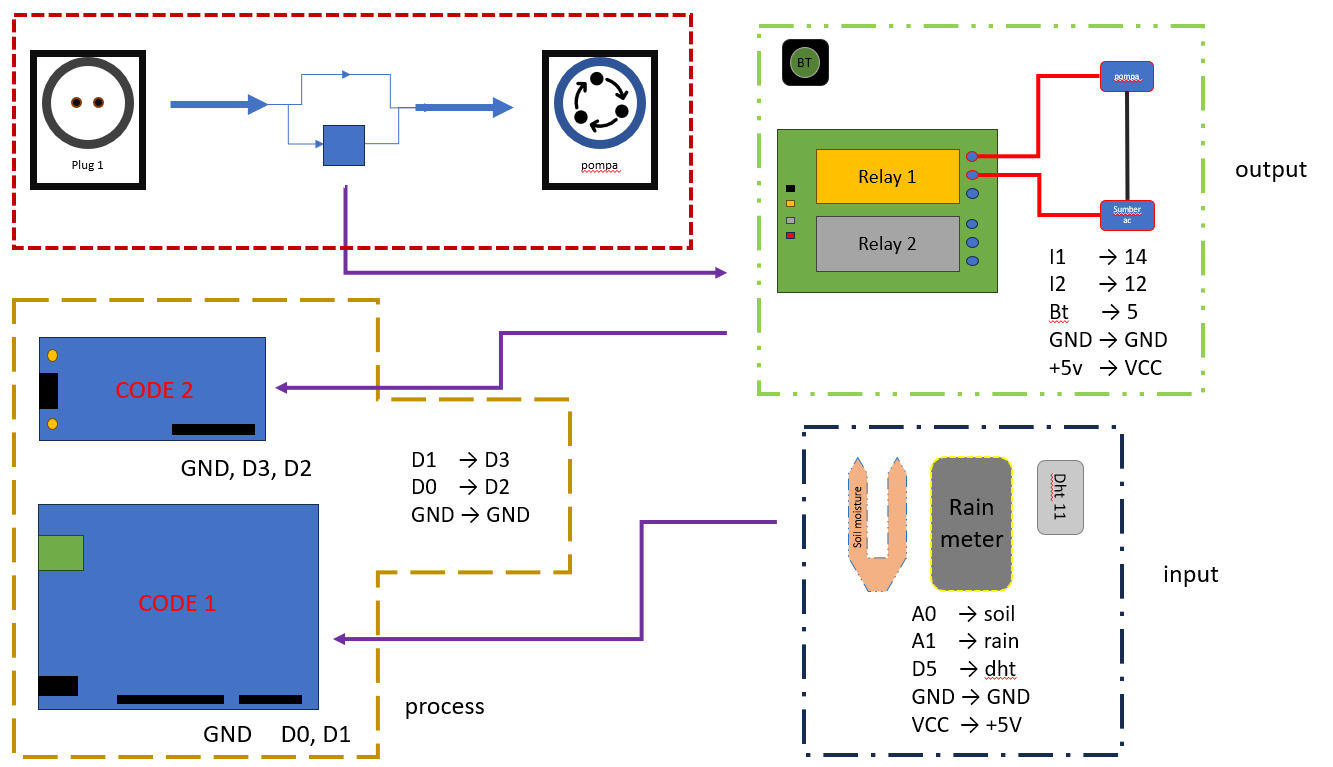 Plug 1
pompa
BT
pompa
Relay 1
Relay 2
Sumber
ac
output
I1 → 14
I2 → 12
Bt → 5
GND → GND
+5v → VCC
CODE 2
GND, D3, D2
D1 → D3
D0 → D2
GND → GND
CODE 1
GND D0, D1
process
Soil moisture
Rain
meter
Dht 11
input
A0 → soil
A1 → rain
D5 → dht
GND → GND
VCC → +5V